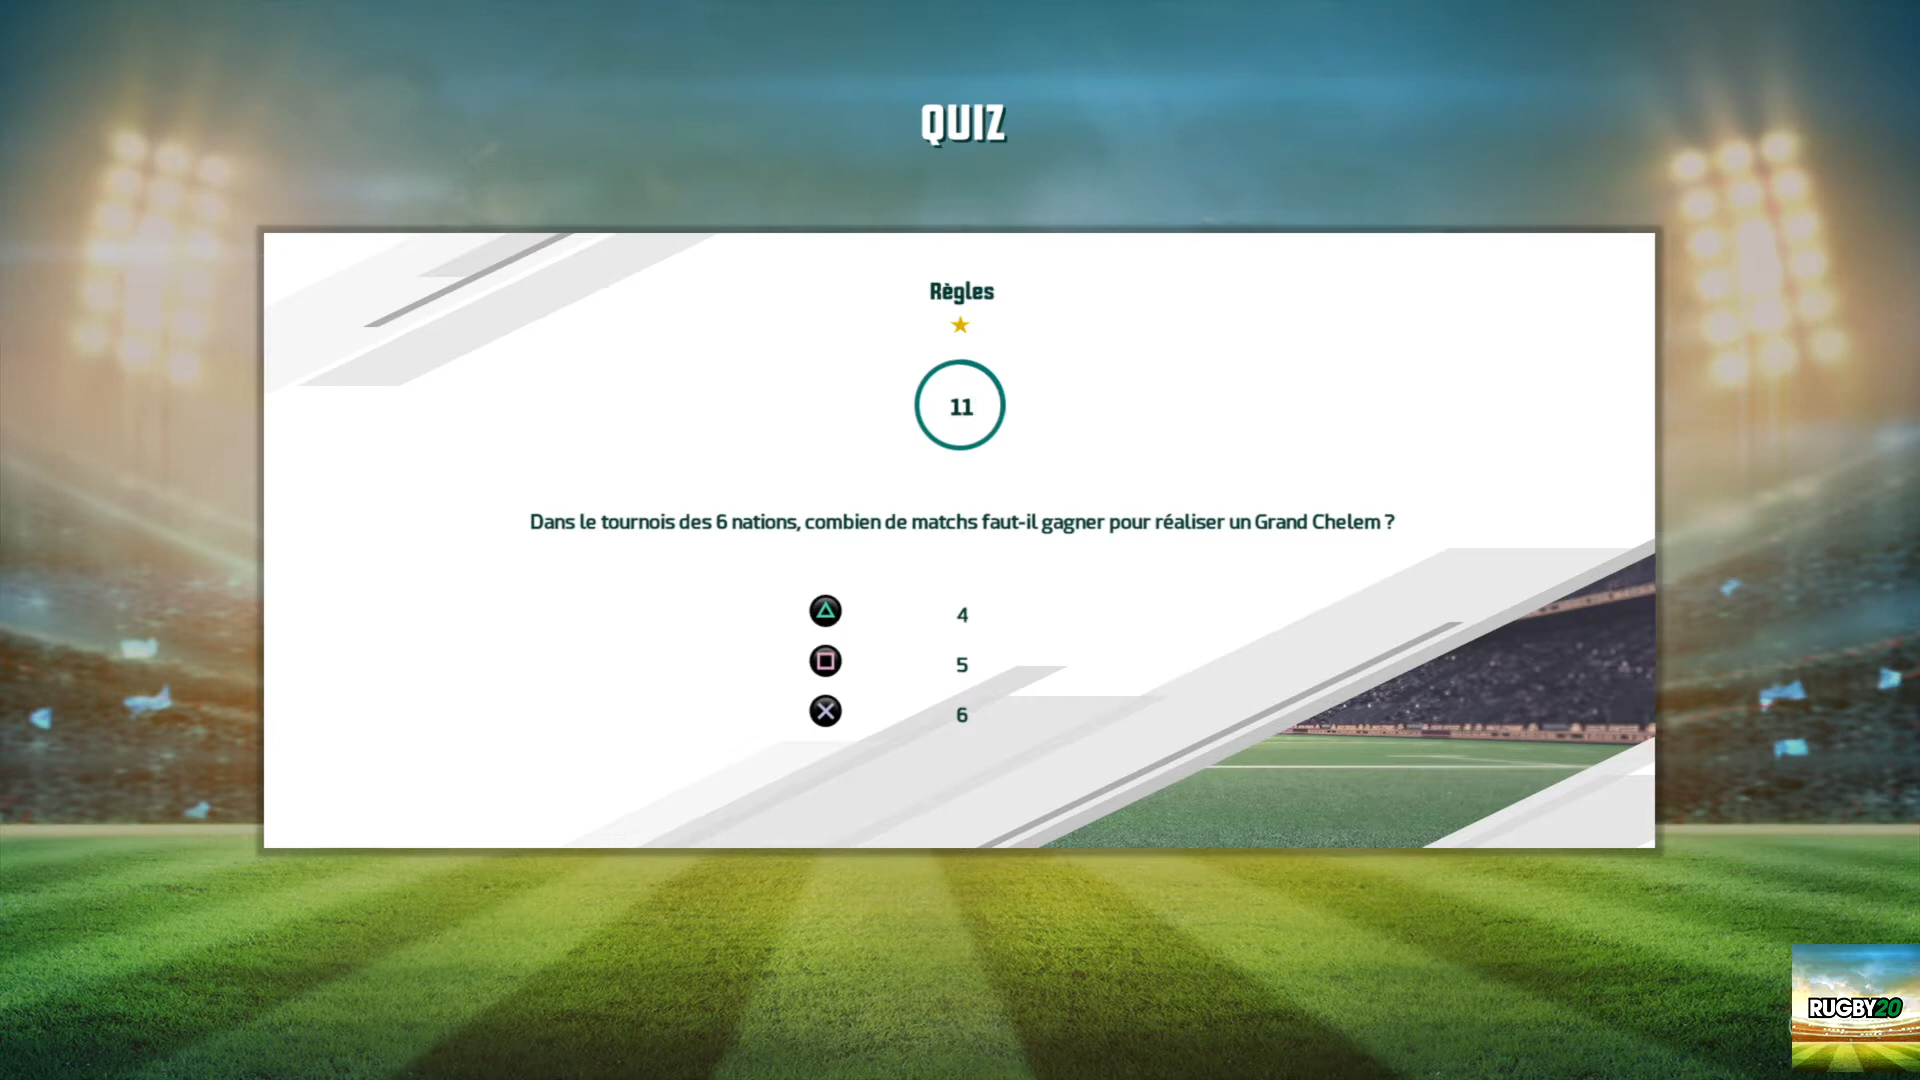 QUIZ
Règles
11
Dans le tournois des 6 nations, combien de matchs faut-il gagner pour réaliser un Grand Chelem ?
4
5
6
RUGBY20